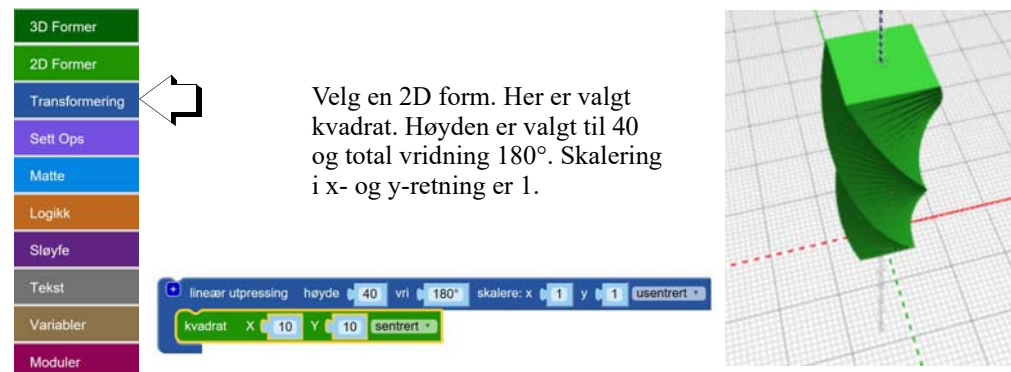 3D Former
2D Former
Transformering
Sett Ops
Matte
Logikk
Sløyfe
Tekst
Variabler
Moduler
Velg en 2D form. Her er valgt
kvadrat. Høyden er valgt til 40
og total vridning 180°. Skalering
i x- og y-retning er 1.
lineær utpressing høyde 40 vri 180° skalere: x 1 y 1 usentrert
kvadrat X 10 Y 10 sentrert